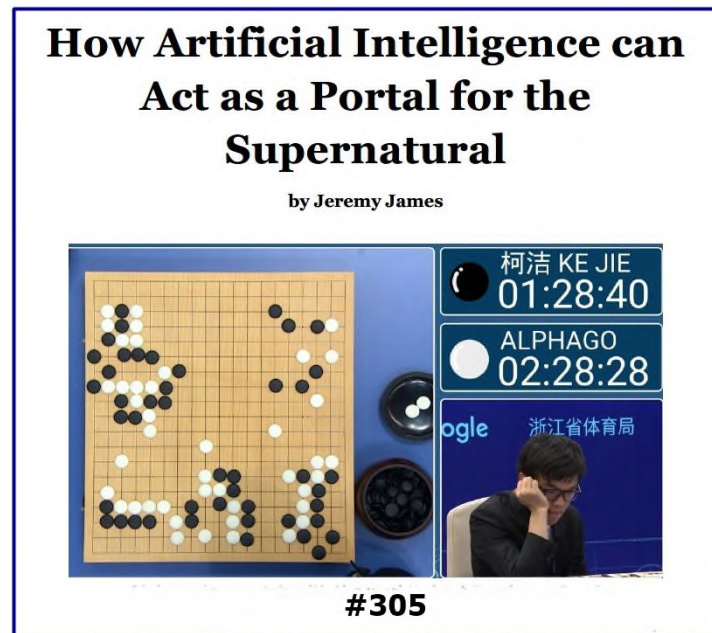 How Artificial Intelligence can
Act as a Portal for the
Supernatural
by Jeremy James
柯洁 KE JIE
01:28:40
ALPHAGO
02:28:28
ogle 浙江省体育局
#305